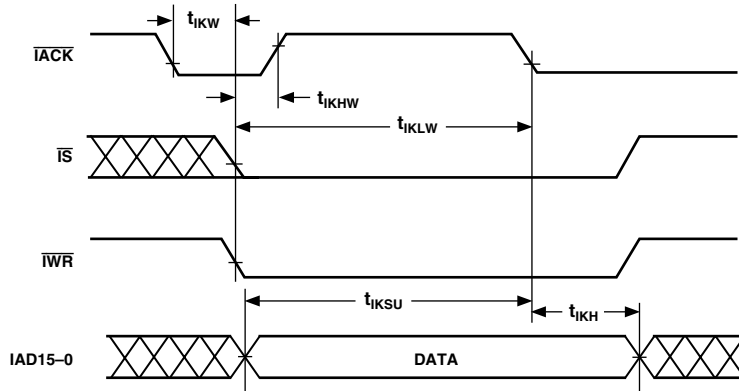 tIKW
IACK
tIKHW
tIKLW
IS
IWR
tIKSU
tIKH
IAD15–0
DATA